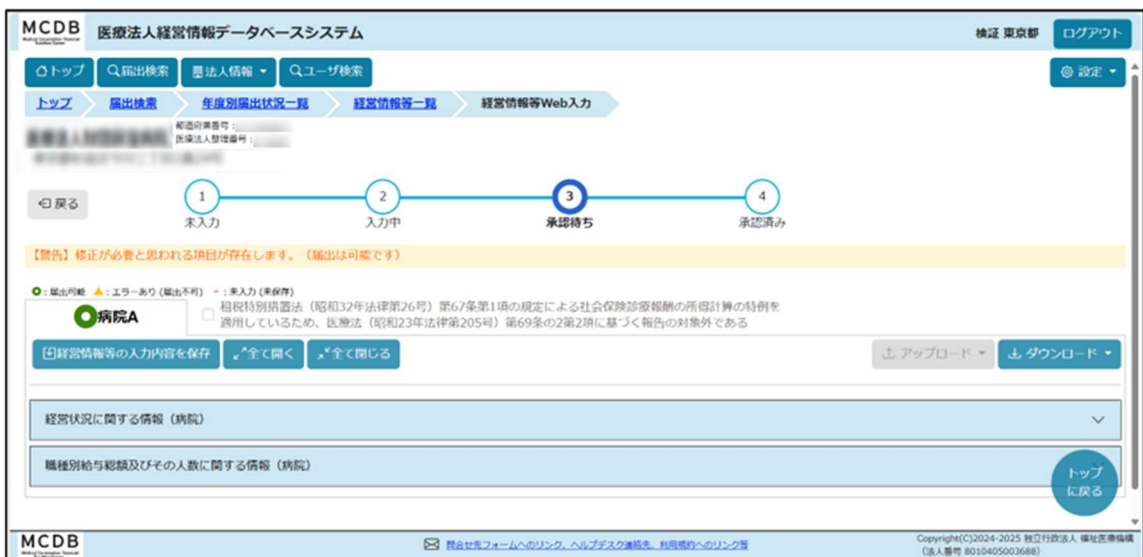 MCDB 医療法人経営情報データベースシステム 検証 東京都 ログアウト
トップ 届出検索 法人情報 ユーザ検索 設定
トップ 届出検索 年度別届出状況一覧 経営情報等一覧 経営情報等Web入力
都道府県番号:
医療法人整理番号:
戻る
1 2 3 4
未入力 入力中 承認待ち 承認済み
【警告】修正が必要と思われる項目が存在します。(届出は可能です)
:届出可能 :エラーあり(届出不可) - :未入力(未保存)
病院A
租税特別措置法(昭和32年法律第26号)第67条第1項の規定による社会保険診療報酬の所得計算の特例を
適用しているため、医療法(昭和23年法律第205号)第69条の2第2項に基づく報告の対象外である
経営情報等の入力内容を保存 全て開く 全て閉じる アップロード ダウンロード
経営状況に関する情報(病院)
職種別給与総額及びその人数に関する情報(病院)
トップ
に戻る
MCDB 問合せ先フォームへのリンク、ヘルプデスク連絡先、利用規約へのリンク等 Copyright(C)2024-2025 独立行政法人 福祉医療機構
(法人番号 8010405003688)